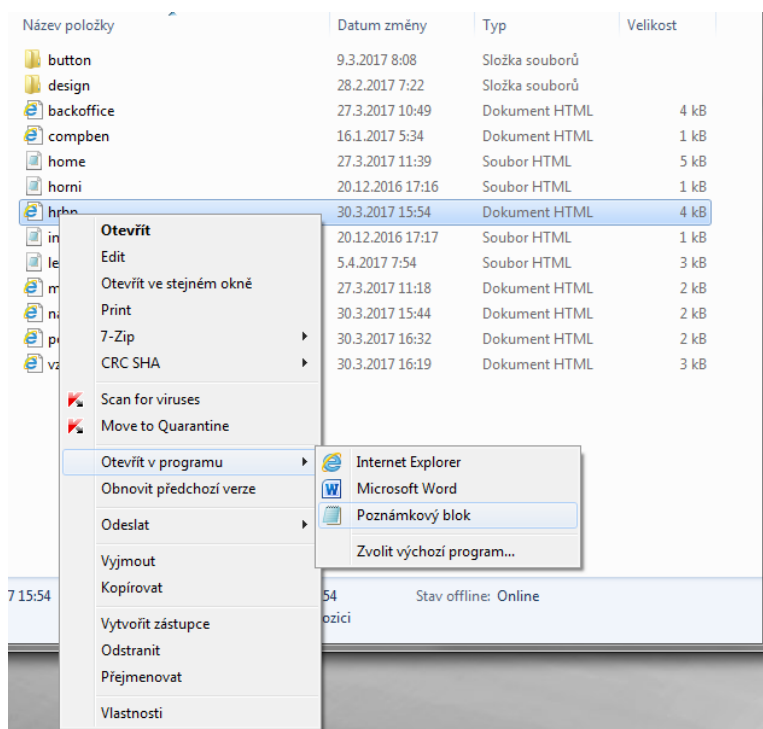 Název položky Datum změny Typ Velikost
button 9.3.2017 8:08 Složka souborů
design 28.2.2017 7:22 Složka souborů
backoffice 27.3.2017 10:49 Dokument HTML 4 kB
compben 16.1.2017 5:34 Dokument HTML 1 kB
home 27.3.2017 11:39 Soubor HTML 5 kB
horni 20.12.2016 17:16 Soubor HTML 1 kB
30.3.2017 15:54 Dokument HTML 4 kB
in 20.12.2016 17:17 Soubor HTML 1 kB
le 5.4.2017 7:54 Soubor HTML 3 kB
m 27.3.2017 11:18 Dokument HTML 2 kB
na 30.3.2017 15:44 Dokument HTML 2 kB
30.3.2017 16:32 Dokument HTML 2 kB
vz 30.3.2017 16:19 Dokument HTML 3 kB
Otevřít
Edit
Otevřít ve stejném okně
Print
7-Zip
CRC SHA
Scan for viruses
Move to Quarantine
Otevřít v programu
Obnovit předchozí verze
Odeslat
Vyjmout
Kopírovat
Vytvořit zástupce
Odstranit
Přejmenovat
Vlastnosti
Internet Explorer
Microsoft Word
Poznámkový blok
Zvolit výchozí program...
7 15:54 54 Stav offline: Online
ozici